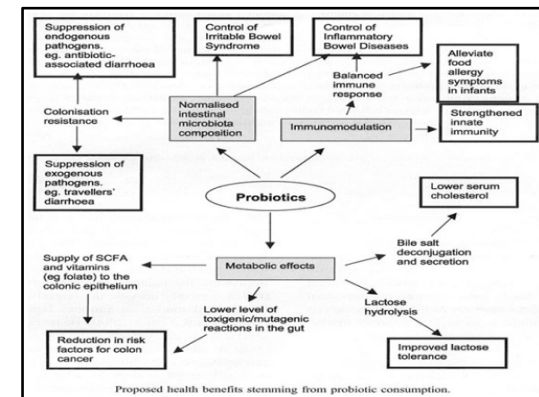 Suppression of
endogenous
pathogens.
eg. antibiotic-
associated diarrhoea
Control of
Irritable Bowel
Syndrome
Control of
Inflammatory
Bowel Diseases
Alleviate
food
allergy
symptoms
in infants
Balanced
immune
response
Colonisation
resistance
Normalised
intestinal
microbiota
composition
Immunomodulation
Strengthened
innate
immunity
Suppression of
exogenous
pathogens.
eg. travellers'
diarrhoea
Probiotics
Lower serum
cholesterol
Supply of SCFA
and vitamins
(eg folate) to the
colonic epithelium
Metabolic effects
Bile salt
deconjugation
and secretion
Lower level of
toxigenic/mutagenic
reactions in the gut
Lactose
hydrolysis
Reduction in risk
factors for colon
cancer
Improved lactose
tolerance
Proposed health benefits stemming from probiotic consumption.